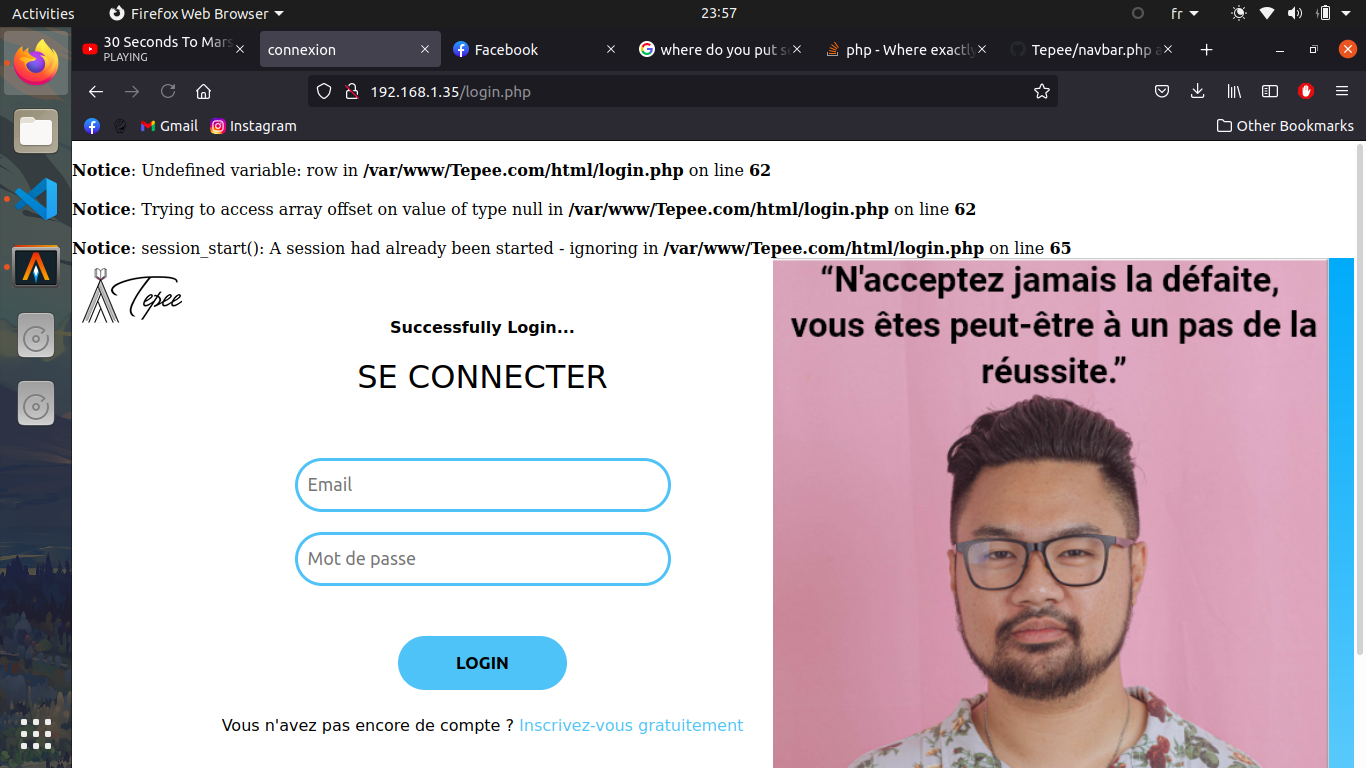 Activities
Firefox Web Browser
23:57
fr
30 Seconds To Mars
PLAYING
connexion
Facebook
where do you put s
php - Where exactly
Tepee/navbar.php a
192.168.1.35/login.php
Gmail
Instagram
Other Bookmarks
Notice: Undefined variable: row in /var/www/Tepee.com/html/login.php on line 62
Notice: Trying to access array offset on value of type null in /var/www/Tepee.com/html/login.php on line 62
Notice: session_start(): A session had already been started - ignoring in /var/www/Tepee.com/html/login.php on line 65
Tepee
Successfully Login...
SE CONNECTER
Email
Mot de passe
LOGIN
Vous n'avez pas encore de compte ? Inscrivez-vous gratuitement
“N'acceptez jamais la défaite,
vous êtes peut-être à un pas de la
réussite.”